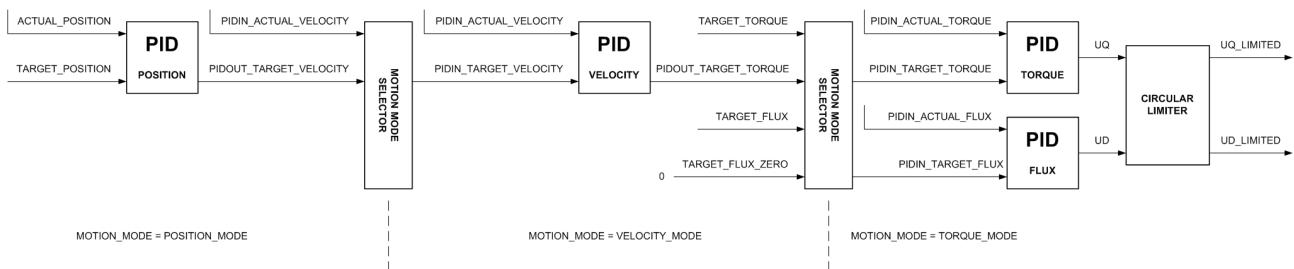 ACTUAL_POSITION
TARGET_POSITION
PID
POSITION
PIDIN_ACTUAL_VELOCITY
PIDOUT_TARGET_VELOCITY
MOTION MODE
SELECTOR
PIDIN_ACTUAL_VELOCITY
PIDIN_TARGET_VELOCITY
PID
VELOCITY
PIDOUT_TARGET_TORQUE
TARGET_TORQUE
TARGET_FLUX
TARGET_FLUX_ZERO
0
MOTION MODE
SELECTOR
PIDIN_ACTUAL_TORQUE
PIDIN_TARGET_TORQUE
PID
TORQUE
PIDIN_ACTUAL_FLUX
PIDIN_TARGET_FLUX
PID
FLUX
UQ
UD
CIRCULAR
LIMITER
UQ_LIMITED
UD_LIMITED
MOTION_MODE = POSITION_MODE
MOTION_MODE = VELOCITY_MODE
MOTION_MODE = TORQUE_MODE